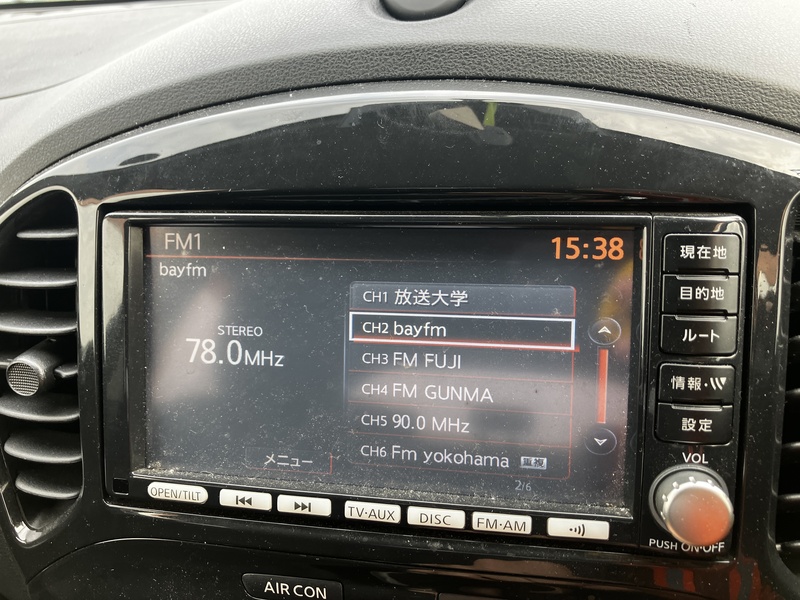 FM1
15:38
bayfm
STEREO
78.0MHz
CH1 放送大学
CH2 bayfm
CH3 FM FUJI
CH4 FM GUNMA
CH5 90.0 MHz
CH6 Fm yokohama 重複
メニュー
2/6
現在地
目的地
ルート
情報・VV
設定
VOL
PUSH ON・OFF
OPEN/TILT
TV・AUX
DISC
FM・AM
AIR CON